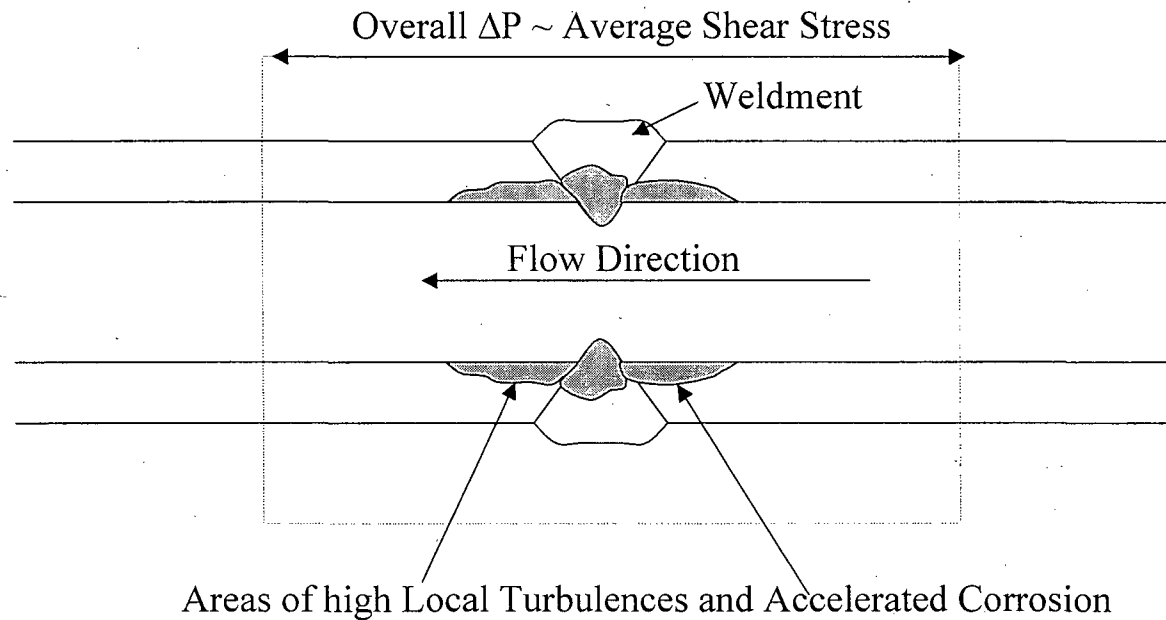 Overall ΔP ~ Average Shear Stress
Weldment
Flow Direction
Areas of high Local Turbulences and Accelerated Corrosion